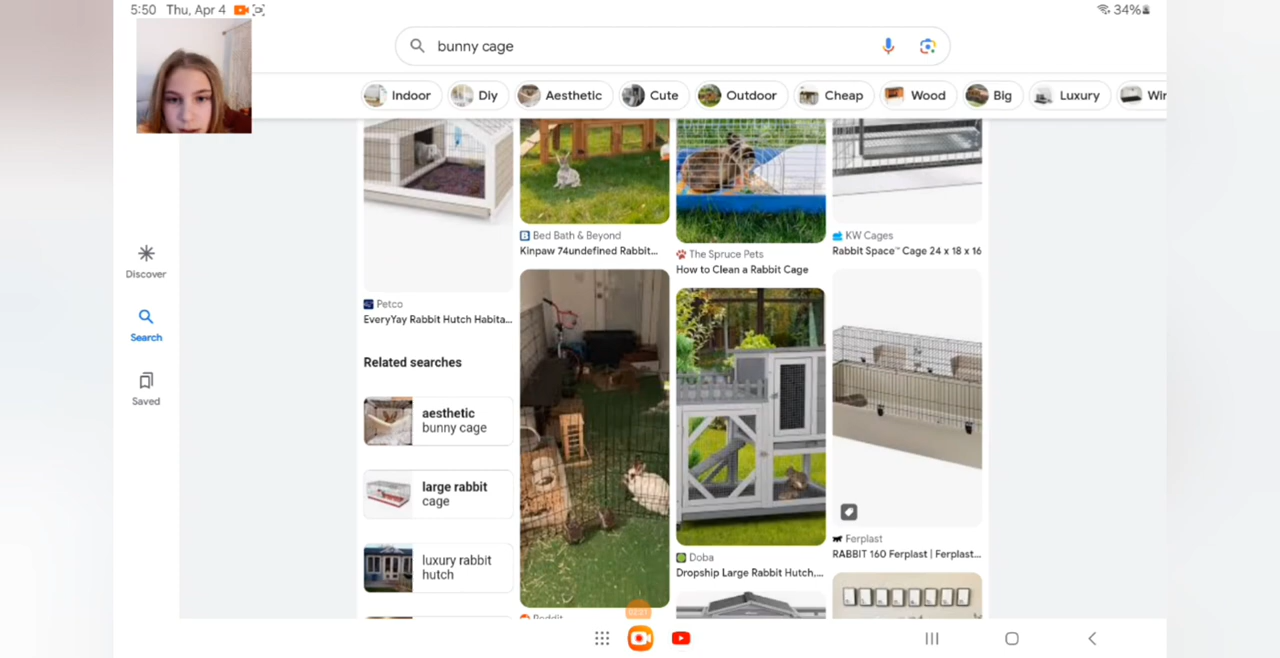 5:50 Thu, Apr 4
34%
bunny cage
Indoor
Diy
Aesthetic
Cute
Outdoor
Cheap
Wood
Big
Luxury
Discover
Search
Saved
Petco
EveryYay Rabbit Hutch Habita...
Related searches
aesthetic
bunny cage
large rabbit
cage
luxury rabbit
hutch
Bed Bath & Beyond
Kinpaw 74undefined Rabbit...
Reddit
The Spruce Pets
How to Clean a Rabbit Cage
Doba
Dropship Large Rabbit Hutch,...
KW Cages
Rabbit Space™ Cage 24 x 18 x 16
Ferplast
RABBIT 160 Ferplast | Ferplast...